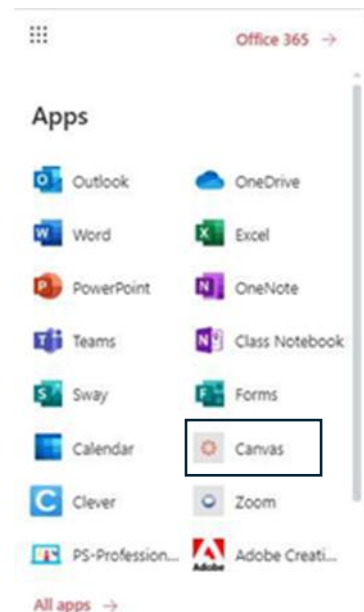 Office 365 →
Apps
Outlook OneDrive
Word Excel
PowerPoint OneNote
Teams Class Notebook
Sway Forms
Calendar Canvas
Clever Zoom
PS-Profession... Adobe Creati...
Adobe
All apps →